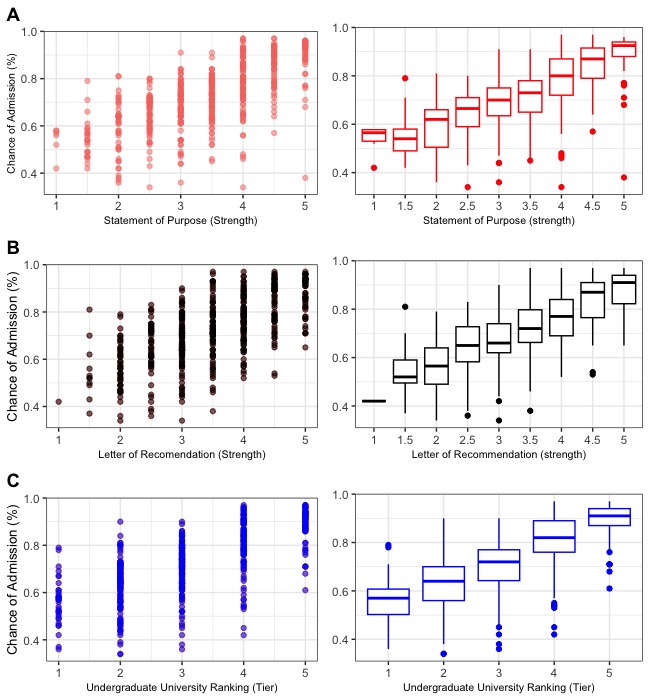 A
Chance of Admission (%)
1.0
0.8
0.6
0.4
1 2 3 4 5
Statement of Purpose (Strength)
1.0
0.8
0.6
0.4
1 1.5 2 2.5 3 3.5 4 4.5 5
Statement of Purpose (strength)
B
Chance of Admission (%)
1.0
0.8
0.6
0.4
1 2 3 4 5
Letter of Recomendation (Strength)
1.0
0.8
0.6
0.4
1 1.5 2 2.5 3 3.5 4 4.5 5
Letter of Recommendation (strength)
C
Chance of Admission (%)
1.0
0.8
0.6
0.4
1 2 3 4 5
Undergraduate University Ranking (Tier)
1.0
0.8
0.6
0.4
1 2 3 4 5
Undergraduate University Ranking (Tier)